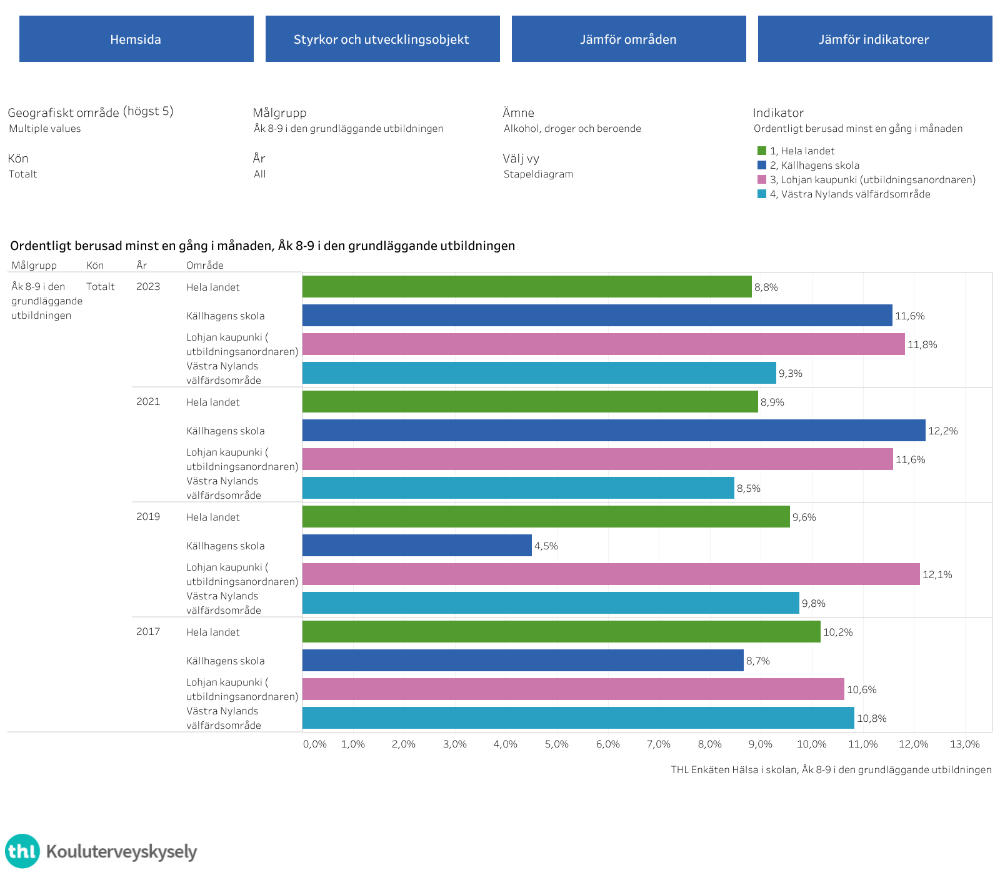 Hemsida
Styrkor och utvecklingsobjekt
Jämför områden
Jämför indikatorer
Geografiskt område (högst 5)
Multiple values
Målgrupp
Åk 8-9 i den grundläggande utbildningen
Ämne
Alkohol, droger och beroende
Indikator
Ordentligt berusad minst en gång i månaden
Kön
Totalt
År
All
Välj vy
Stapeldiagram
1, Hela landet
2, Källhagens skola
3, Lohjan kaupunki (utbildningsanordnaren)
4, Västra Nylands välfärdsområde
Ordentligt berusad minst en gång i månaden, Åk 8-9 i den grundläggande utbildningen
Målgrupp Kön År Område
Åk 8-9 i den
grundläggande
utbildningen
Totalt
2023
Hela landet 8,8%
Källhagens skola 11,6%
Lohjan kaupunki (
utbildningsanordnaren) 11,8%
Västra Nylands
välfärdsområde 9,3%
2021
Hela landet 8,9%
Källhagens skola 12,2%
Lohjan kaupunki (
utbildningsanordnaren) 11,6%
Västra Nylands
välfärdsområde 8,5%
2019
Hela landet 9,6%
Källhagens skola 4,5%
Lohjan kaupunki (
utbildningsanordnaren) 12,1%
Västra Nylands
välfärdsområde 9,8%
2017
Hela landet 10,2%
Källhagens skola 8,7%
Lohjan kaupunki (
utbildningsanordnaren) 10,6%
Västra Nylands
välfärdsområde 10,8%
0,0% 1,0% 2,0% 3,0% 4,0% 5,0% 6,0% 7,0% 8,0% 9,0% 10,0% 11,0% 12,0% 13,0%
THL Enkäten Hälsa i skolan, Åk 8-9 i den grundläggande utbildningen
thl Kouluterveyskysely